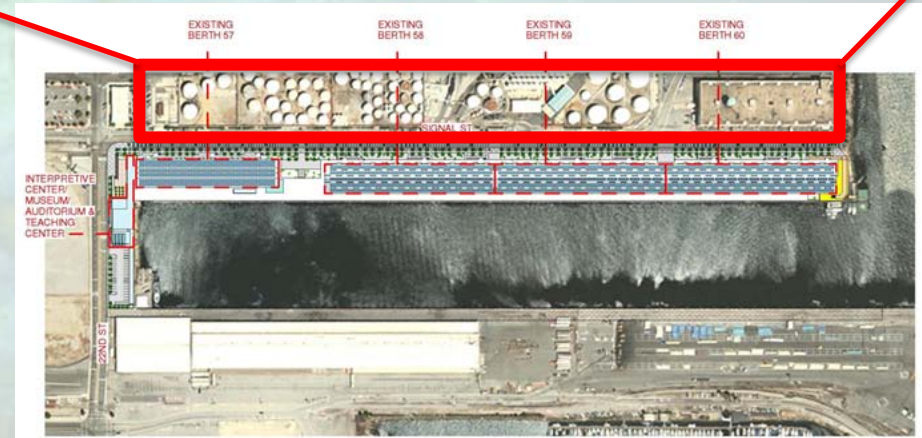 EXISTING
BERTH 57
EXISTING
BERTH 58
EXISTING
BERTH 59
EXISTING
BERTH 60
SIGNAL ST
INTERPRETIVE
CENTER/
MUSEUM/
AUDITORIUM &
TEACHING
CENTER
22ND ST